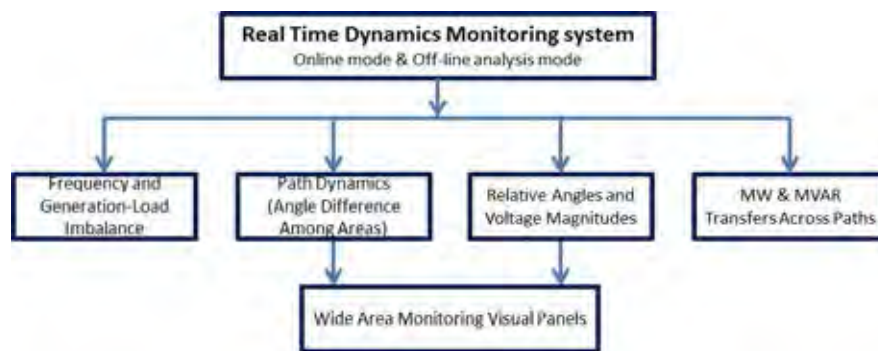 Real Time Dynamics Monitoring system
Online mode & Off-line analysis mode
Frequency and
Generation-Load
Imbalance
Path Dynamics
(Angle Difference
Among Areas)
Relative Angles and
Voltage Magnitudes
MW & MVAR
Transfers Across Paths
Wide Area Monitoring Visual Panels